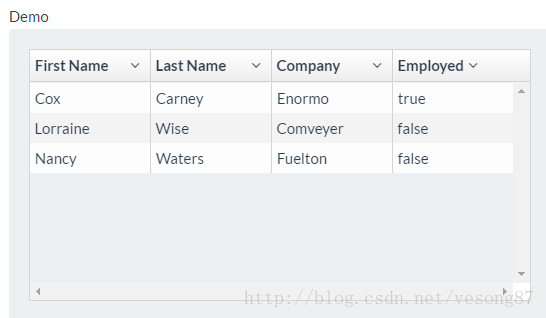 Demo
First Name Last Name Company Employed
Cox Carney Enormo true
Lorraine Wise Comveyer false
Nancy Waters Fuelton false
http://blog.csdn.net/vesong87